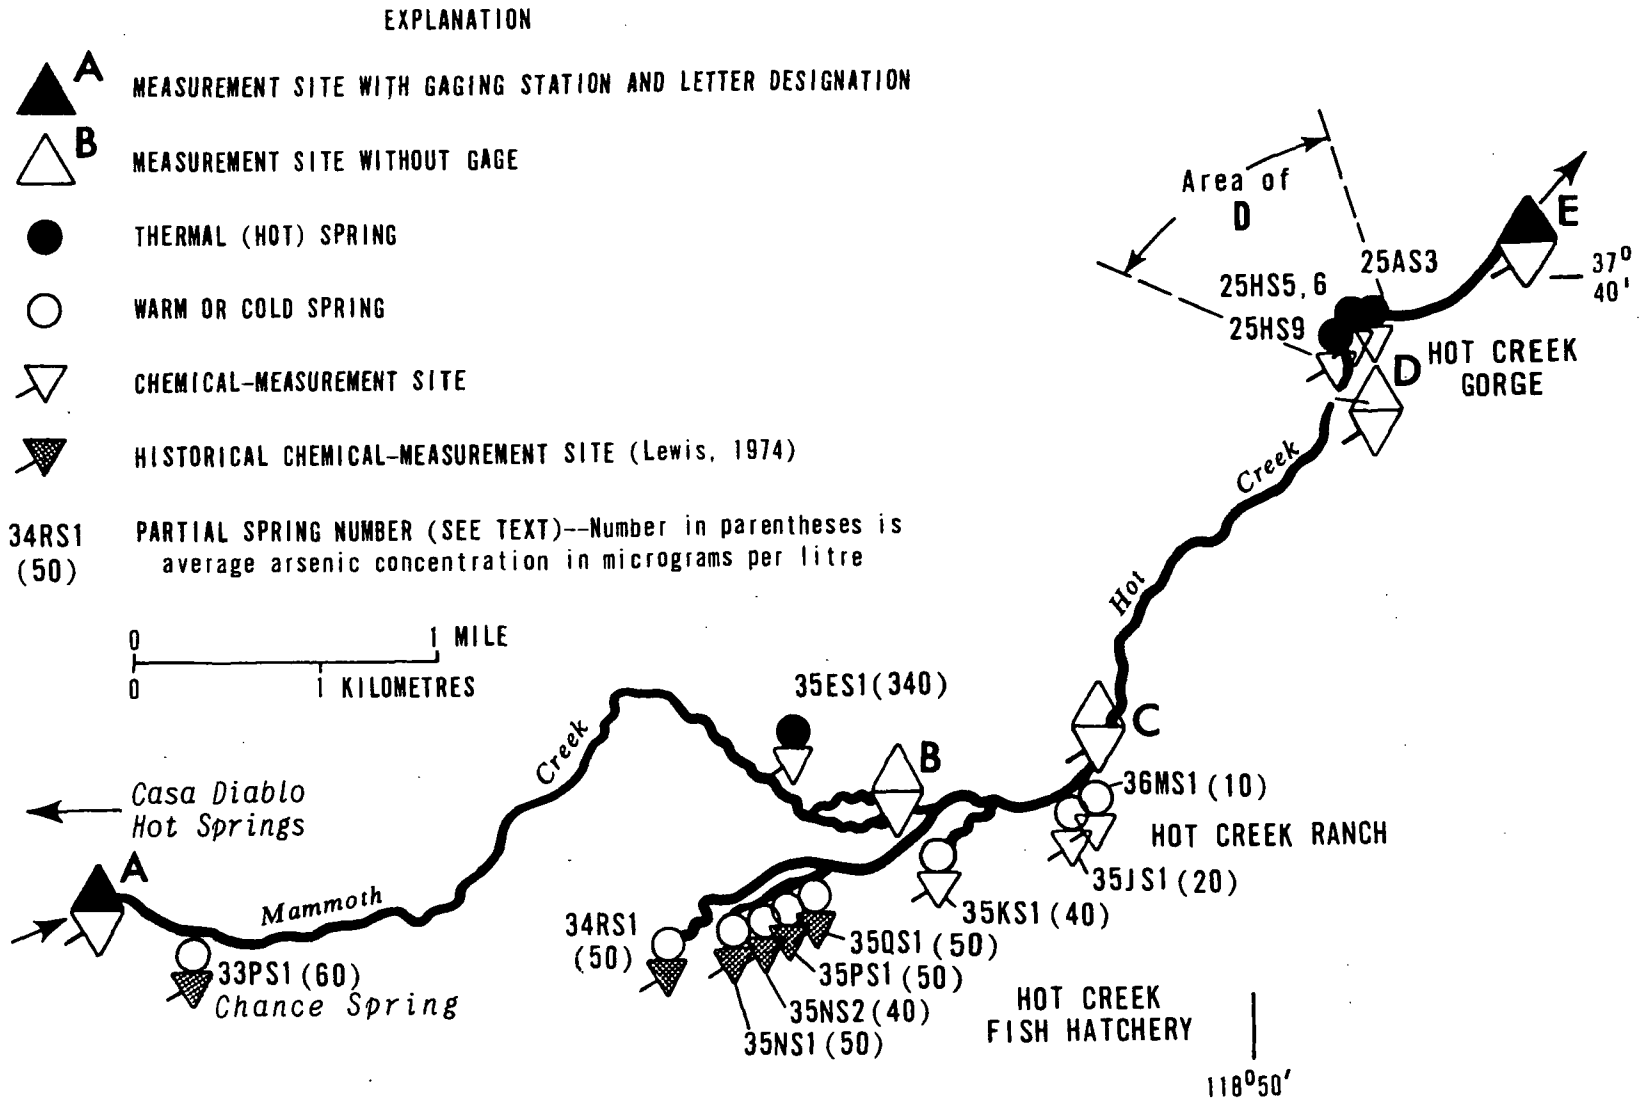 EXPLANATION
A
MEASUREMENT SITE WITH GAGING STATION AND LETTER DESIGNATION
B
MEASUREMENT SITE WITHOUT GAGE
THERMAL (HOT) SPRING
WARM OR COLD SPRING
CHEMICAL-MEASUREMENT SITE
HISTORICAL CHEMICAL-MEASUREMENT SITE (Lewis, 1974)
34RS1
(50)
PARTIAL SPRING NUMBER (SEE TEXT)--Number in parentheses is
average arsenic concentration in micrograms per litre
0 1 MILE
0 1 KILOMETRES
Area of
D
E
37°
40'
25AS3
25HS5,6
25HS9
D
HOT CREEK
GORGE
Creek
Hot
35ES1(340)
C
B
Creek
Casa Diablo
Hot Springs
36MS1(10)
HOT CREEK RANCH
A
Mammoth
35JS1(20)
35KS1(40)
34RS1
(50)
35QS1(50)
33PS1(60)
Chance Spring
35PS1(50)
35NS2(40)
35NS1(50)
HOT CREEK
FISH HATCHERY
118°50'